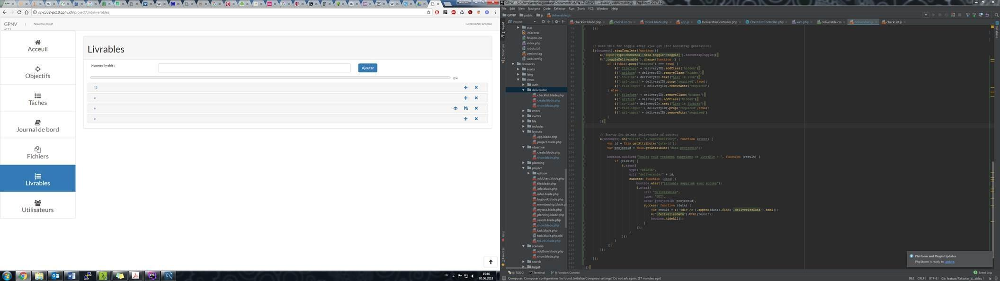 Antonio
sc-c332-pc10.cpnv.ch/project/3/deliverables
GPNV
Nouveau projet
GIORDANO Antonio
v0.7.1
Acceuil
Objectifs
Tâches
Journal de bord
Fichiers
Livrables
Utilisateurs
Livrables
Nouveau livrable :
Ajouter
0/4
12
a
a
a
FR
15:46
05.06.2018
GPNV - [C:\Users\antonio.giordano\Documents\MAW1.2\GPNV] - ...\public\js\deliverables.js - PhpStorm 2017.1.2
File Edit View Navigate Code Refactor Run Tools VCS Window Help
GPNV public js deliverables.js
Project
checklist.blade.php checkList.css toLink.blade.php app.js DeliverableController.php CheckListController.php web.php deliverable.css deliverables.js checkList.js
1: Project
Z: Structure
Gulp
2: Favorites
Database
scss
.htaccess
favicon.ico
index.php
robots.txt
version.tag
web.config
resources
assets
lang
views
auth
deliverable
checklist.blade.php
create.blade.php
show.blade.php
errors
events
file
includes
layouts
app.blade.php
project.blade.php
objective
create.blade.php
show.blade.php
planning
project
edition
addUsers.blade.php
file.blade.php
info.blade.php
infos.blade.php
logbook.blade.php
membership.blade.ph
mytask.blade.php
planning.blade.php
search.blade.php
show.blade.php
task.blade.php
task.blade.php.old
toLink.blade.php
scenario
addItem.blade.php
show.blade.php
search
target
});
// Need this for toggle after ajax get (for bootstrap generation)
$(document).ajaxComplete(function(){
$('input[type=checkbox][data-toggle^=toggle]').bootstrapToggle()
$('.toggleDeliverable').change(function () {
if ($(this).prop("checked") === true) {
$('.fileform' + deliveryID).addClass('hidden')
$('.urlform' + deliveryID).removeClass('hidden')
$('.to-link'+ deliveryID).text("Lier le lien")
$('.url-input' + deliveryID).prop('required',true);
$('.file-input' + deliveryID).removeAttr('required')
} else {
$('.fileform' + deliveryID).removeClass('hidden')
$('.urlform' + deliveryID).addClass('hidden')
$('.to-link'+ deliveryID).text("Lier le fichier")
$('.file-input' + deliveryID).prop('required',true);
$('.url-input' + deliveryID).removeAttr('required')
}
})
// Pop-up for delete deliverable of project
$(document).on("click", 'a.removeDelivery', function (event) {
var id = this.getAttribute('data-id');
var projectid = this.getAttribute('data-projectid');
bootbox.confirm("Voulez vous vraiment supprimer ce livrable ? ", function (result) {
if (result) {
$.ajax({
type: "DELETE",
url: "deliverable/" + id,
success: function (data) {
bootbox.alert("Livrable supprimé avec succès");
$.ajax({
url: "deliverables",
type: "GET",
data: {projectID: projectid},
success: function (data) {
var result = $('<div />').append(data).find('.deliveriesData').html();
$(".deliveriesData").html(result);
bootbox.hideAll();
}
});
}
});
}
});
});
});
})
Platform and Plugin Updates
PhpStorm is ready to update.
6: TODO Terminal 9: Version Control
Event Log
Composer: Composer configuration file found. Initialize Composer settings? Do not ask again. (17 minutes ago)
98:1 CRLF÷ UTF-8÷ Git: feature/Refactor_d...ables ÷